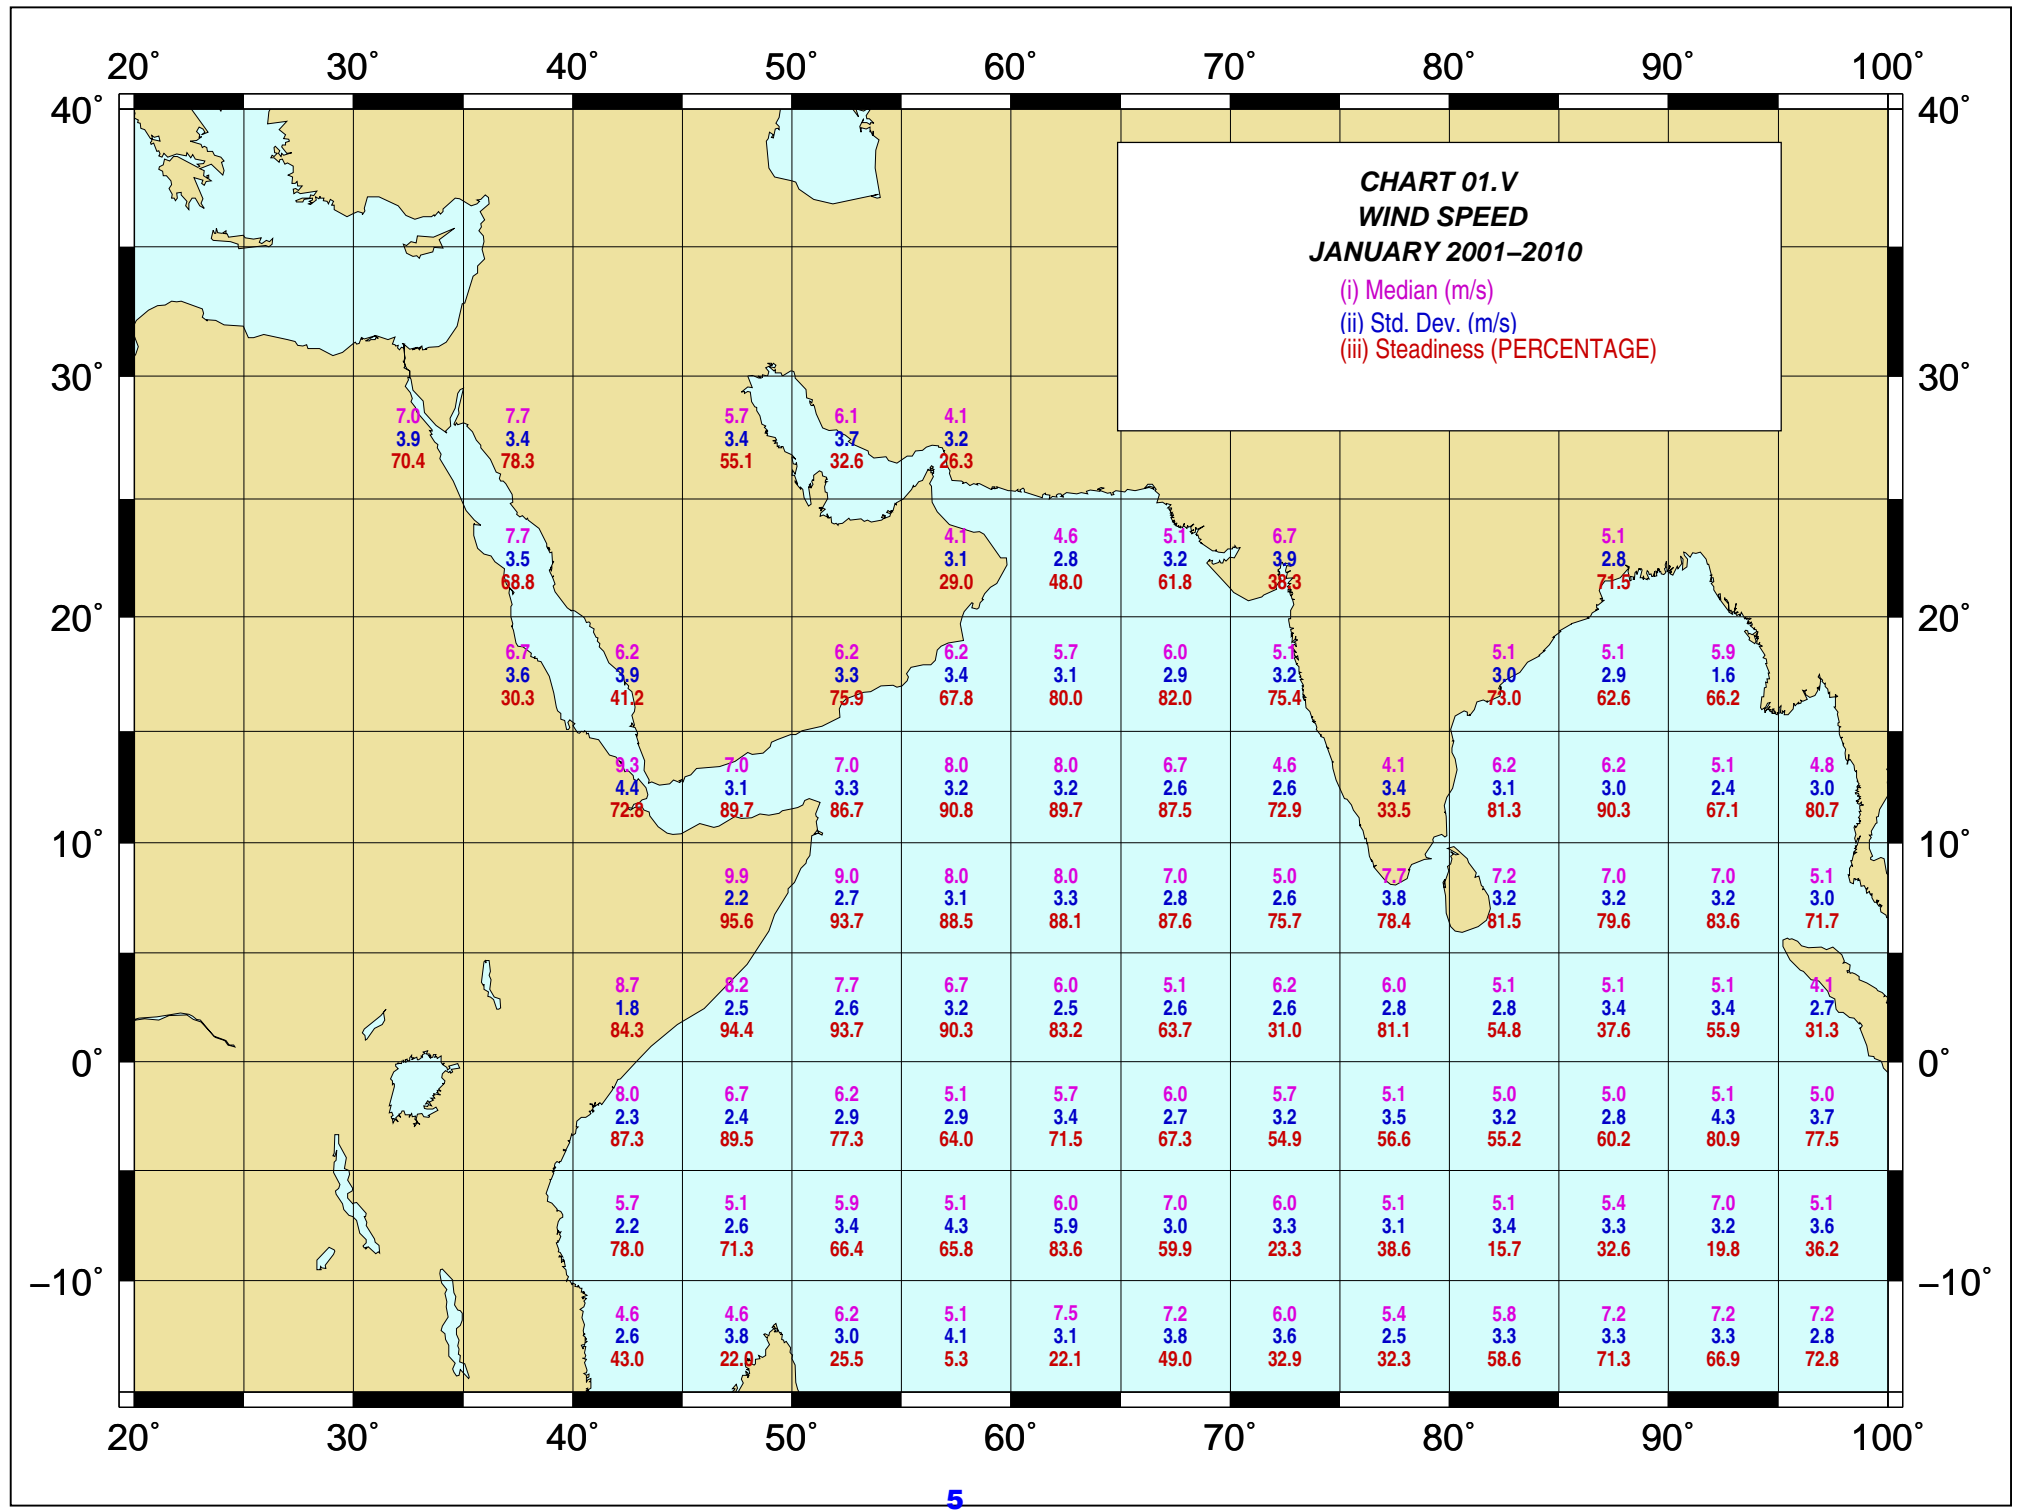 20° 30° 40° 50° 60° 70° 80° 90° 100°
40° 40°
CHART 01.V
WIND SPEED
JANUARY 2001–2010
(i) Median (m/s)
(ii) Std. Dev. (m/s)
(iii) Steadiness (PERCENTAGE)
30° 30°
7.0 7.7 5.7 6.1 4.1
3.9 3.4 3.4 3.7 3.2
70.4 78.3 55.1 32.6 26.3
7.7 4.1 4.6 5.1 6.7 5.1
3.5 3.1 2.8 3.2 3.9 2.8
68.8 29.0 48.0 61.8 38.3 71.5
20° 20°
6.7 6.2 6.2 6.2 5.7 6.0 5.1 5.1 5.1 5.9
3.6 3.9 3.3 3.4 3.1 2.9 3.2 3.0 2.9 1.6
30.3 41.2 75.9 67.8 80.0 82.0 75.4 73.0 62.6 66.2
9.3 7.0 7.0 8.0 8.0 6.7 4.6 4.1 6.2 6.2 5.1 4.8
4.4 3.1 3.3 3.2 3.2 2.6 2.6 3.4 3.1 3.0 2.4 3.0
72.8 89.7 86.7 90.8 89.7 87.5 72.9 33.5 81.3 90.3 67.1 80.7
10° 10°
9.9 9.0 8.0 8.0 7.0 5.0 7.7 7.2 7.0 7.0 5.1
2.2 2.7 3.1 3.3 2.8 2.6 3.8 3.2 3.2 3.2 3.0
95.6 93.7 88.5 88.1 87.6 75.7 78.4 81.5 79.6 83.6 71.7
8.7 8.2 7.7 6.7 6.0 5.1 6.2 6.0 5.1 5.1 5.1 4.1
1.8 2.5 2.6 3.2 2.5 2.6 2.6 2.8 2.8 3.4 3.4 2.7
84.3 94.4 93.7 90.3 83.2 63.7 31.0 81.1 54.8 37.6 55.9 31.3
0° 0°
8.0 6.7 6.2 5.1 5.7 6.0 5.7 5.1 5.0 5.0 5.1 5.0
2.3 2.4 2.9 2.9 3.4 2.7 3.2 3.5 3.2 2.8 4.3 3.7
87.3 89.5 77.3 64.0 71.5 67.3 54.9 56.6 55.2 60.2 80.9 77.5
5.7 5.1 5.9 5.1 6.0 7.0 6.0 5.1 5.1 5.4 7.0 5.1
2.2 2.6 3.4 4.3 5.9 3.0 3.3 3.1 3.4 3.3 3.2 3.6
78.0 71.3 66.4 65.8 83.6 59.9 23.3 38.6 15.7 32.6 19.8 36.2
–10° –10°
4.6 4.6 6.2 5.1 7.5 7.2 6.0 5.4 5.8 7.2 7.2 7.2
2.6 3.8 3.0 4.1 3.1 3.8 3.6 2.5 3.3 3.3 3.3 2.8
43.0 22.0 25.5 5.3 22.1 49.0 32.9 32.3 58.6 71.3 66.9 72.8
20° 30° 40° 50° 60° 70° 80° 90° 100°
5